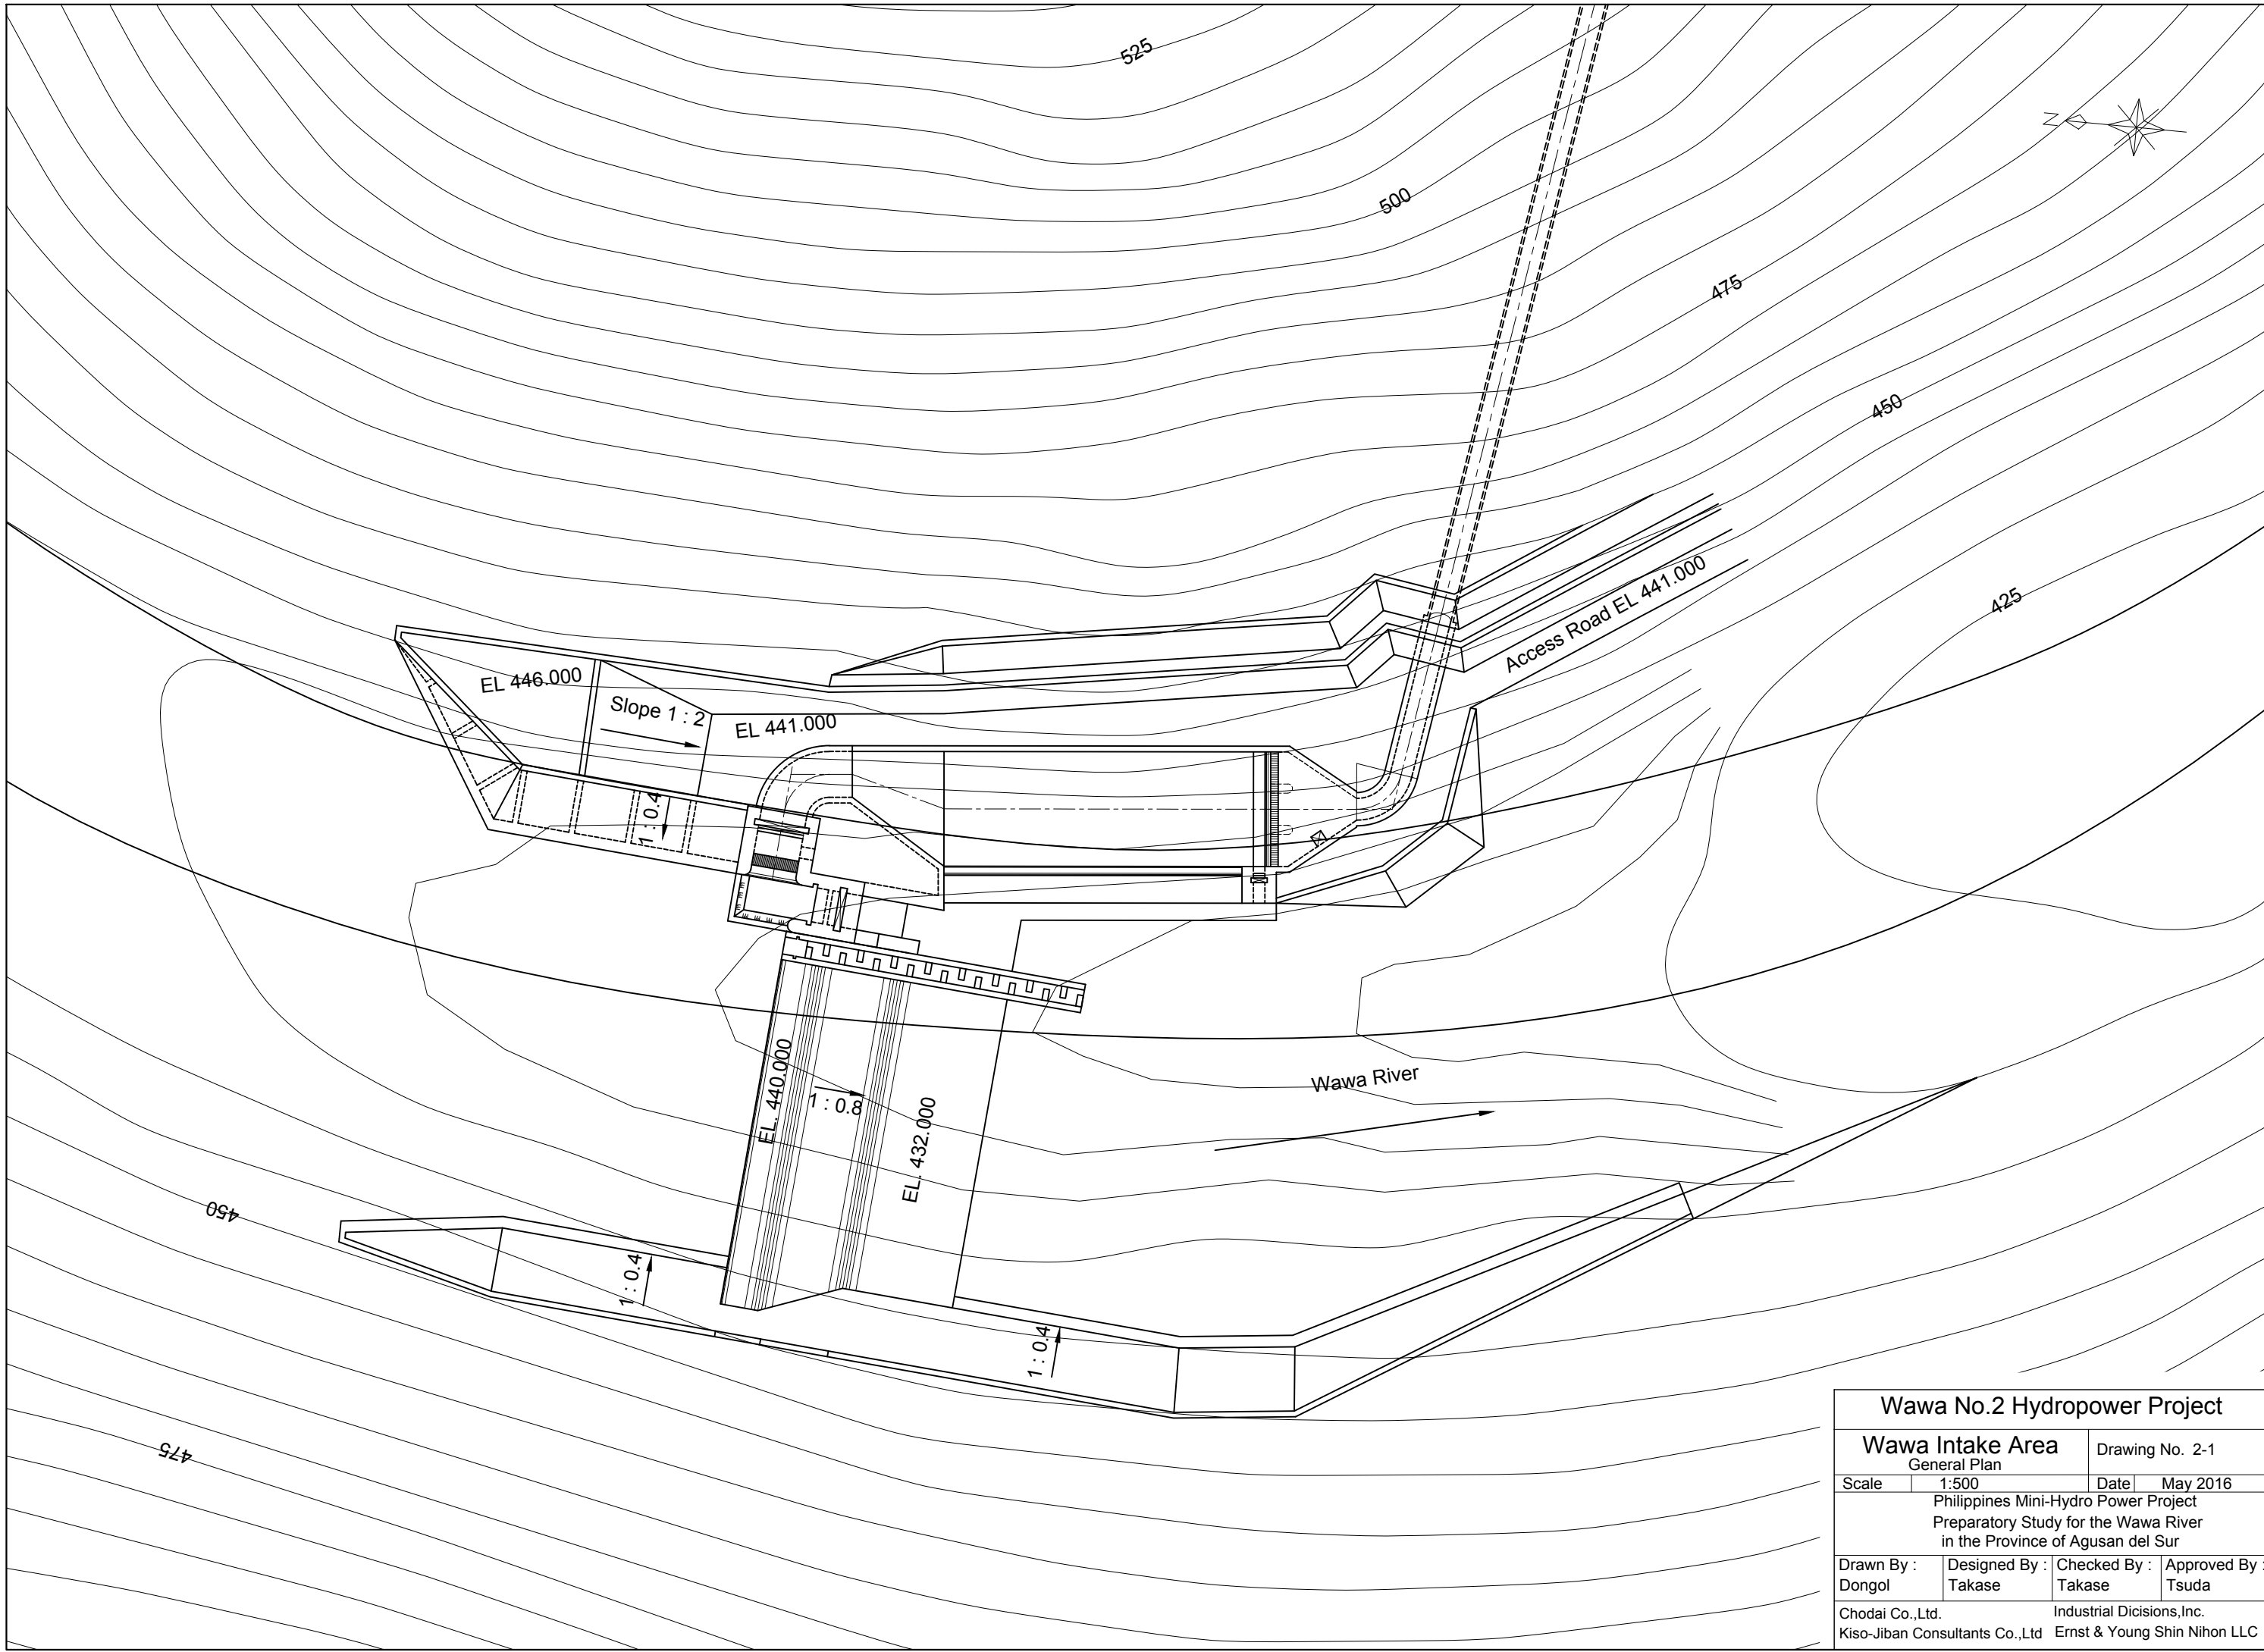 525
N
500
475
450
425
Access Road EL 441.000
EL 446.000
Slope 1 : 2
EL 441.000
1 : 0.4
EL. 440.000
1 : 0.8
EL. 432.000
Wawa River
450
1 : 0.4
1 : 0.4
475
Wawa No.2 Hydropower Project
Wawa Intake Area
General Plan
Drawing No. 2-1
Scale 1:500 Date May 2016
Philippines Mini-Hydro Power Project
Preparatory Study for the Wawa River
in the Province of Agusan del Sur
Drawn By : Designed By : Checked By : Approved By :
Dongol Takase Takase Tsuda
Chodai Co.,Ltd. Industrial Dicisions,Inc.
Kiso-Jiban Consultants Co.,Ltd Ernst & Young Shin Nihon LLC